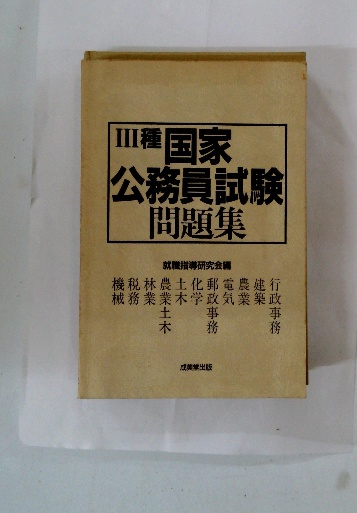 III種国家
公務員試験
問題集
就職指導研究会編
行政事務
建築
農業
電気
郵政事務
化学
土木
農業土木
林業
税務
機械
成美堂出版